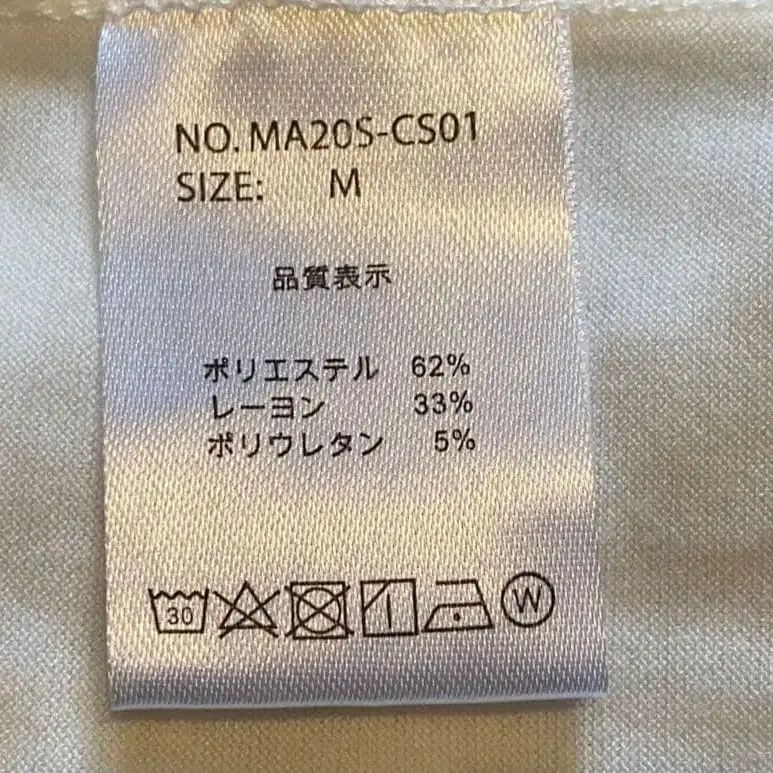 NO. MA20S-CS01
SIZE: M
品質表示
ポリエステル 62%
レーヨン 33%
ポリウレタン 5%
30 W